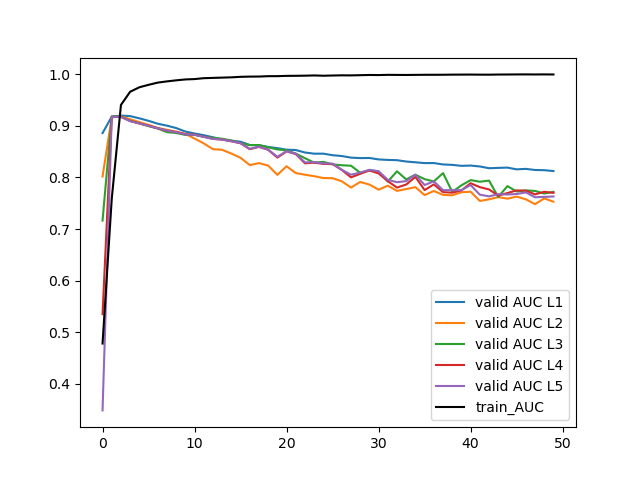 1.0
0.9
0.8
0.7
0.6
0.5
0.4
0 10 20 30 40 50
valid AUC L1
valid AUC L2
valid AUC L3
valid AUC L4
valid AUC L5
train_AUC